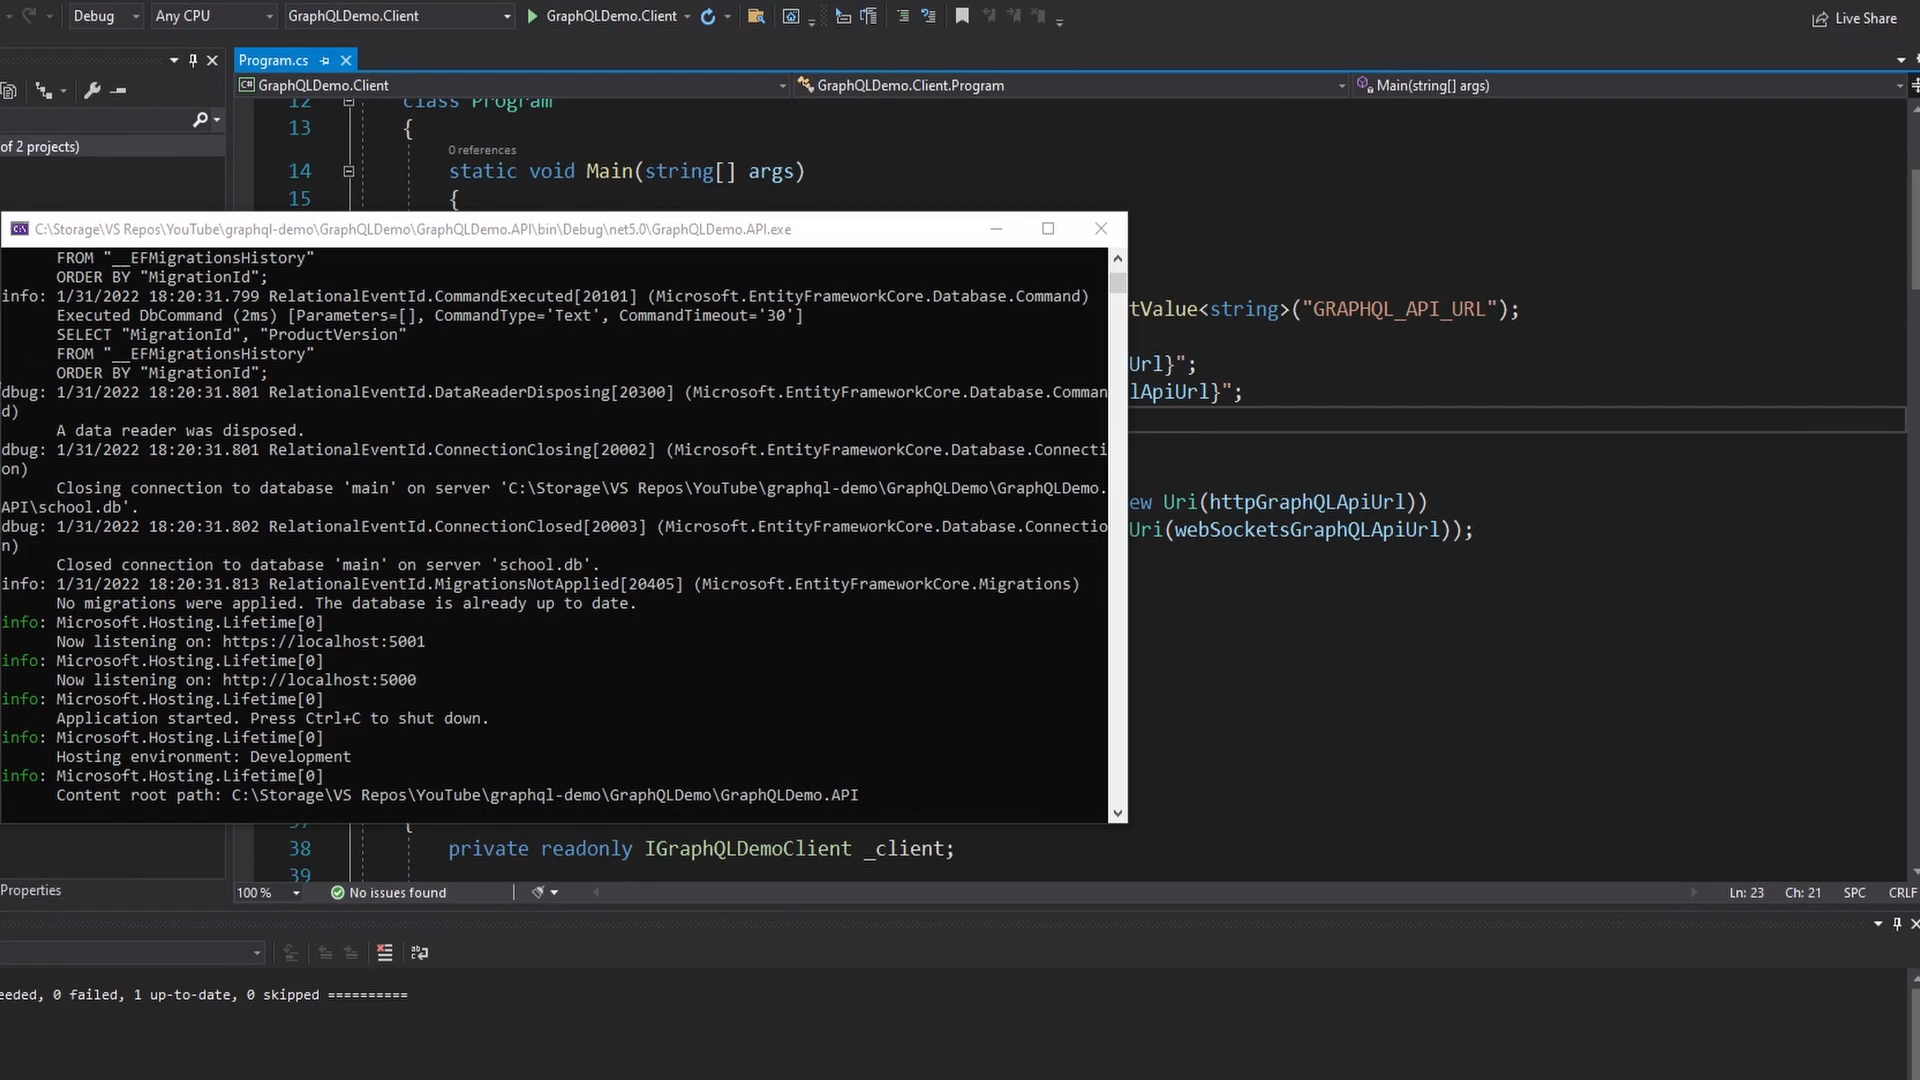 Debug
Any CPU
GraphQLDemo.Client
GraphQLDemo.Client
Live Share
Program.cs
GraphQLDemo.Client
GraphQLDemo.Client.Program
Main(string[] args)
of 2 projects)
12 class Program
13 {
0 references
14 static void Main(string[] args)
15 {
C:\Storage\VS Repos\YouTube\graphql-demo\GraphQLDemo\GraphQLDemo.API\bin\Debug\net5.0\GraphQLDemo.API.exe
FROM "__EFMigrationsHistory"
ORDER BY "MigrationId";
info: 1/31/2022 18:20:31.799 RelationalEventId.CommandExecuted[20101] (Microsoft.EntityFrameworkCore.Database.Command)
Executed DbCommand (2ms) [Parameters=[], CommandType='Text', CommandTimeout='30']
SELECT "MigrationId", "ProductVersion"
FROM "__EFMigrationsHistory"
ORDER BY "MigrationId";
dbug: 1/31/2022 18:20:31.801 RelationalEventId.DataReaderDisposing[20300] (Microsoft.EntityFrameworkCore.Database.Comman
d)
A data reader was disposed.
dbug: 1/31/2022 18:20:31.801 RelationalEventId.ConnectionClosing[20002] (Microsoft.EntityFrameworkCore.Database.Connecti
on)
Closing connection to database 'main' on server 'C:\Storage\VS Repos\YouTube\graphql-demo\GraphQLDemo\GraphQLDemo.
API\school.db'.
dbug: 1/31/2022 18:20:31.802 RelationalEventId.ConnectionClosed[20003] (Microsoft.EntityFrameworkCore.Database.Connectio
n)
Closed connection to database 'main' on server 'school.db'.
info: 1/31/2022 18:20:31.813 RelationalEventId.MigrationsNotApplied[20405] (Microsoft.EntityFrameworkCore.Migrations)
No migrations were applied. The database is already up to date.
info: Microsoft.Hosting.Lifetime[0]
Now listening on: https://localhost:5001
info: Microsoft.Hosting.Lifetime[0]
Now listening on: http://localhost:5000
info: Microsoft.Hosting.Lifetime[0]
Application started. Press Ctrl+C to shut down.
info: Microsoft.Hosting.Lifetime[0]
Hosting environment: Development
info: Microsoft.Hosting.Lifetime[0]
Content root path: C:\Storage\VS Repos\YouTube\graphql-demo\GraphQLDemo\GraphQLDemo.API
tValue<string>("GRAPHQL_API_URL");
Url}";
lApiUrl}";
ew Uri(httpGraphQLApiUrl))
Uri(webSocketsGraphQLApiUrl));
37 {
38 private readonly IGraphQLDemoClient _client;
39
Properties
100 %
No issues found
Ln: 23
Ch: 21
SPC
CRLF
eeded, 0 failed, 1 up-to-date, 0 skipped ==========